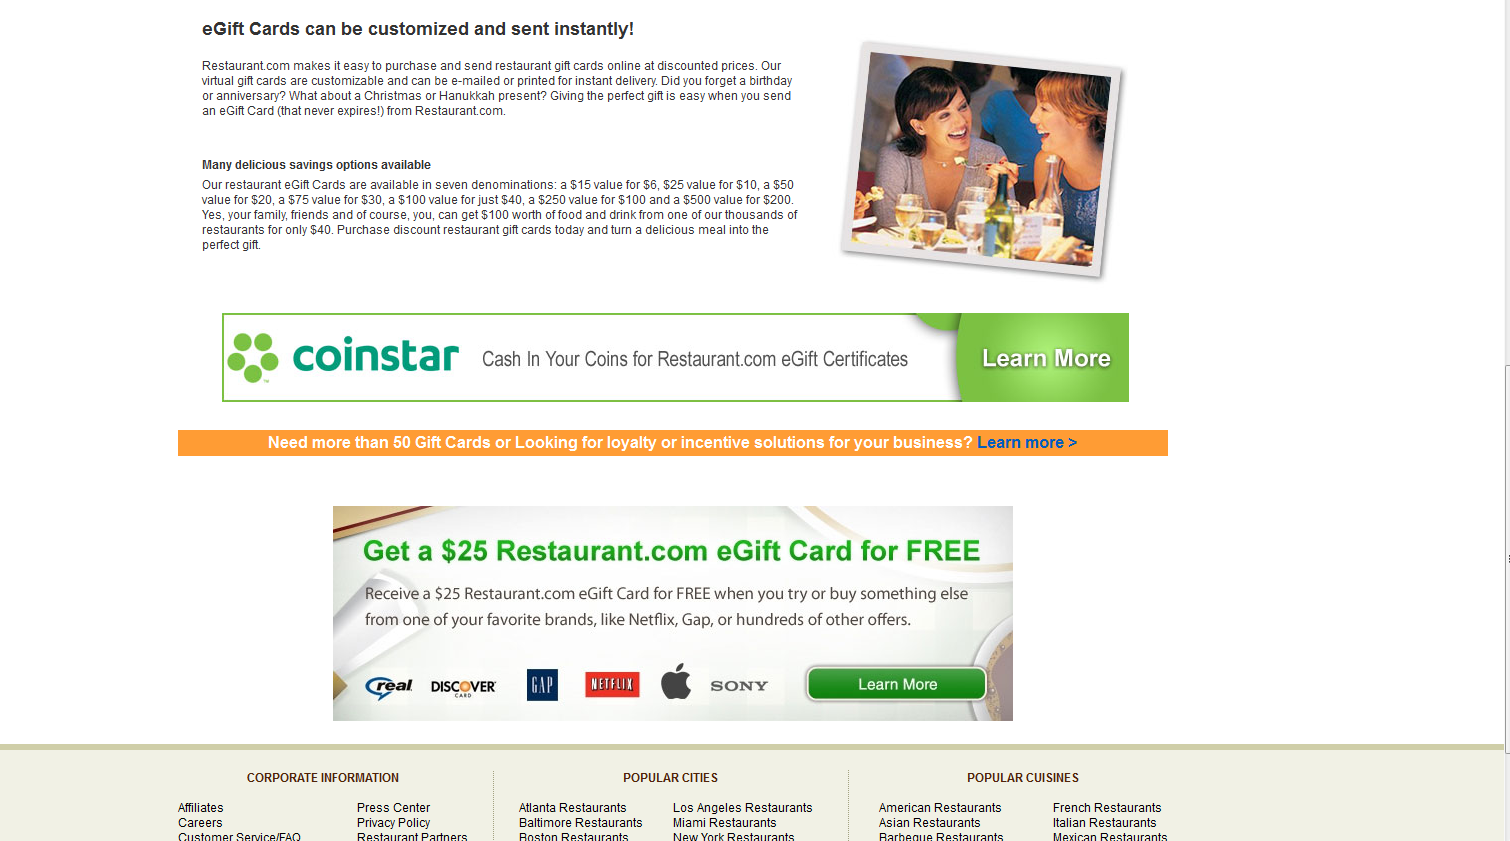 eGift Cards can be customized and sent instantly!
Restaurant.com makes it easy to purchase and send restaurant gift cards online at discounted prices. Our
virtual gift cards are customizable and can be e-mailed or printed for instant delivery. Did you forget a birthday
or anniversary? What about a Christmas or Hanukkah present? Giving the perfect gift is easy when you send
an eGift Card (that never expires!) from Restaurant.com.
Many delicious savings options available
Our restaurant eGift Cards are available in seven denominations: a $15 value for $6, $25 value for $10, a $50
value for $20, a $75 value for $30, a $100 value for just $40, a $250 value for $100 and a $500 value for $200.
Yes, your family, friends and of course, you, can get $100 worth of food and drink from one of our thousands of
restaurants for only $40. Purchase discount restaurant gift cards today and turn a delicious meal into the
perfect gift.
coinstar Cash In Your Coins for Restaurant.com eGift Certificates Learn More
Need more than 50 Gift Cards or Looking for loyalty or incentive solutions for your business? Learn more >
Get a $25 Restaurant.com eGift Card for FREE
Receive a $25 Restaurant.com eGift Card for FREE when you try or buy something else
from one of your favorite brands, like Netflix, Gap, or hundreds of other offers.
real DISCOVER CARD GAP NETFLIX SONY Learn More
CORPORATE INFORMATION POPULAR CITIES POPULAR CUISINES
Affiliates Press Center Atlanta Restaurants Los Angeles Restaurants American Restaurants French Restaurants
Careers Privacy Policy Baltimore Restaurants Miami Restaurants Asian Restaurants Italian Restaurants
Customer Service/FAQ Restaurant Partners Boston Restaurants New York Restaurants Barbeque Restaurants Mexican Restaurants